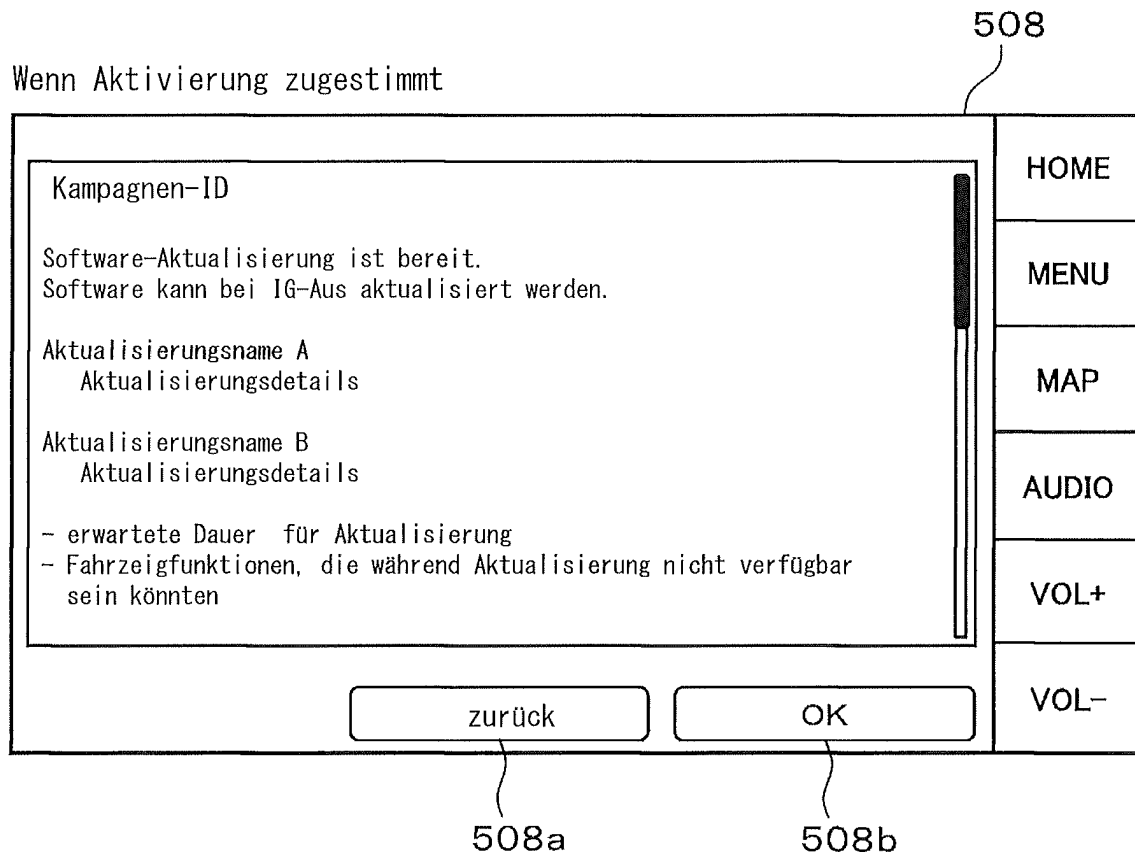 508
Wenn Aktivierung zugestimmt
Kampagnen-ID
Software-Aktualisierung ist bereit.
Software kann bei IG-Aus aktualisiert werden.
Aktualisierungsname A
Aktualisierungsdetails
Aktualisierungsname B
Aktualisierungsdetails
- erwartete Dauer für Aktualisierung
- Fahrzeigfunktionen, die während Aktualisierung nicht verfügbar
sein könnten
zurück
OK
HOME
MENU
MAP
AUDIO
VOL+
VOL-
508a
508b